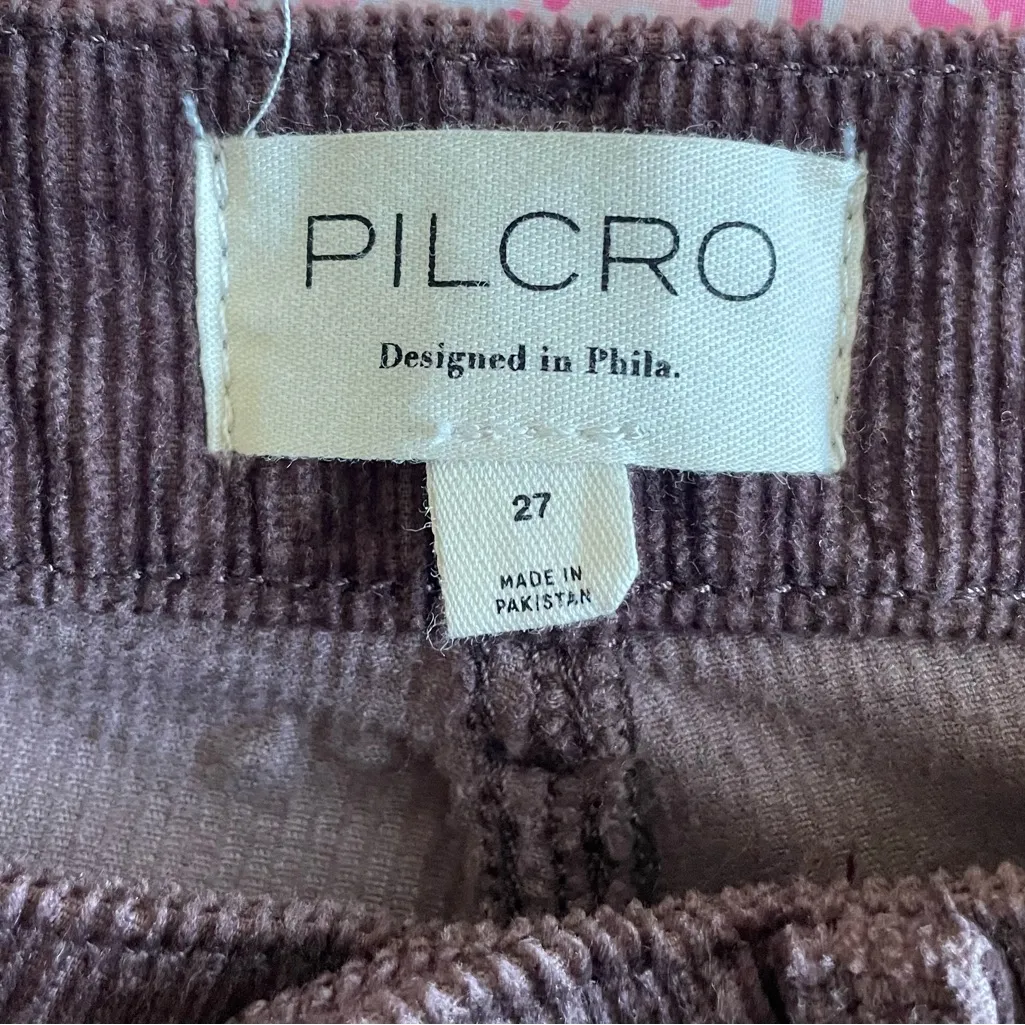 PILCRO
Designed in Phila.
27
MADE IN
PAKISTAN